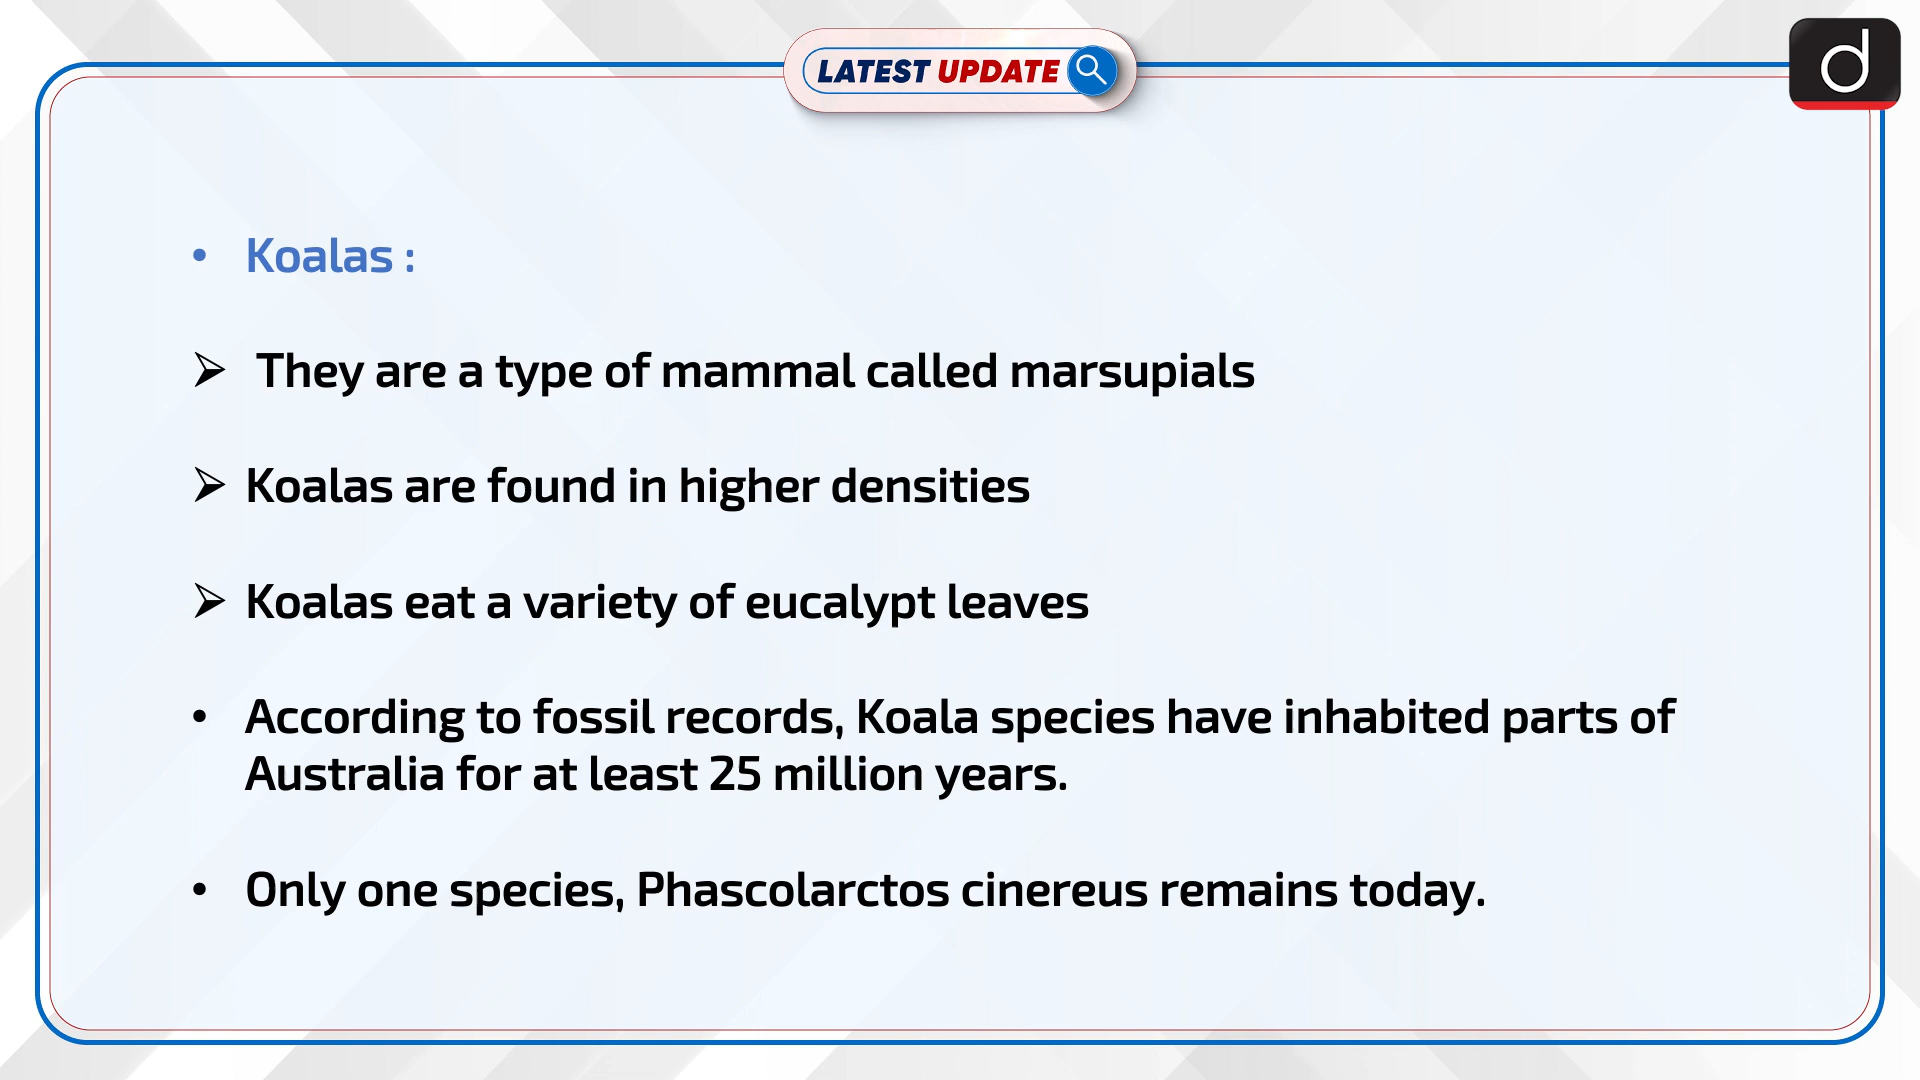 LATEST UPDATE
d
• Koalas :
➢ They are a type of mammal called marsupials
➢ Koalas are found in higher densities
➢ Koalas eat a variety of eucalypt leaves
• According to fossil records, Koala species have inhabited parts of
Australia for at least 25 million years.
• Only one species, Phascolarctos cinereus remains today.